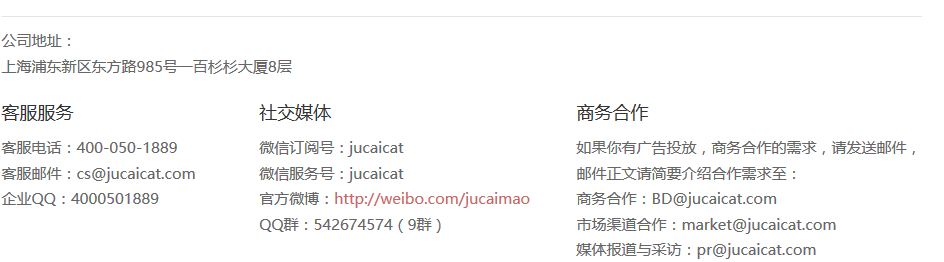 公司地址：
上海浦东新区东方路985号一百杉杉大厦8层
客服服务
客服电话：400-050-1889
客服邮件：cs@jucaicat.com
企业QQ：4000501889
社交媒体
微信订阅号：jucaicat
微信服务号：jucaicat
官方微博：http://weibo.com/jucaimao
QQ群：542674574（9群）
商务合作
如果你有广告投放，商务合作的需求，请发送邮件，
邮件正文请简要介绍合作需求至：
商务合作：BD@jucaicat.com
市场渠道合作：market@jucaicat.com
媒体报道与采访：pr@jucaicat.com